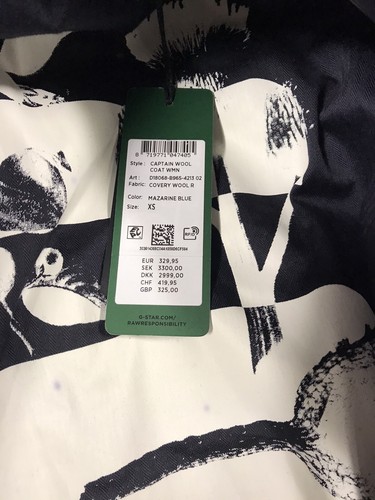 8 719771 047405
Style : CAPTAIN WOOL
COAT WMN
Art : D18068-B965-4213 02
Fabric: COVERY WOOL R
Color: MAZARINE BLUE
Size: XS
EUR 329,95
SEK 3300,00
DKK 2999,00
CHF 419,95
GBP 325,00
G-STAR.COM/
RAWRESPONSIBILITY